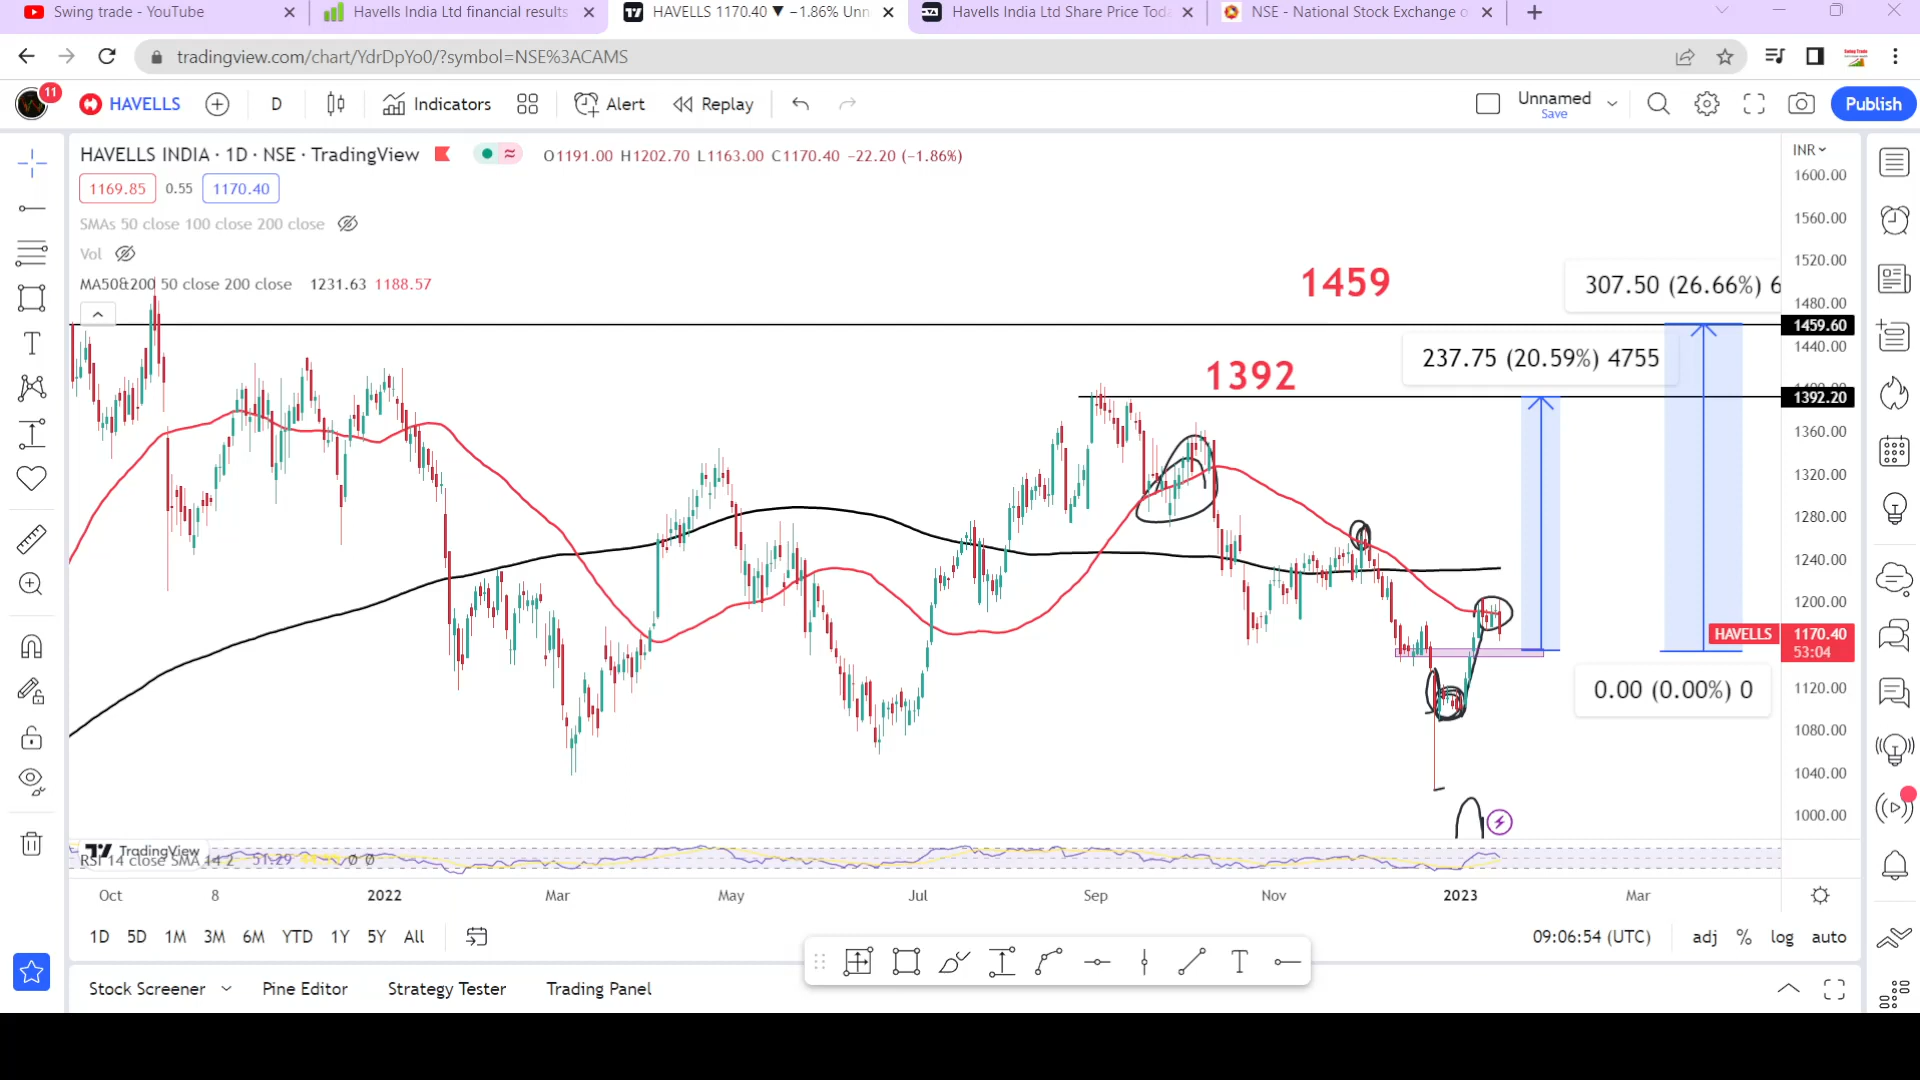 Swing trade - YouTube
Havells India Ltd financial results
HAVELLS 1170.40 ▼ −1.86% Unn
Havells India Ltd Share Price Toda
NSE - National Stock Exchange o
tradingview.com/chart/YdrDpYo0/?symbol=NSE%3ACAMS
11
HAVELLS
D
Indicators
Alert
Replay
Unnamed
Save
Publish
HAVELLS INDIA · 1D · NSE · TradingView
O1191.00 H1202.70 L1163.00 C1170.40 −22.20 (−1.86%)
INR
1169.85 0.55 1170.40
SMAs 50 close 100 close 200 close
Vol
MA50&200 50 close 200 close 1231.63 1188.57
1459
307.50 (26.66%) 6
1392
237.75 (20.59%) 4755
0.00 (0.00%) 0
1600.00
1560.00
1520.00
1480.00
1459.60
1440.00
1392.20
1360.00
1320.00
1280.00
1240.00
1200.00
HAVELLS 1170.40
53:04
1120.00
1080.00
1040.00
1000.00
TradingView
RSI 14 close SMA 14 2 51.29
Oct 8 2022 Mar May Jul Sep Nov 2023 Mar
1D 5D 1M 3M 6M YTD 1Y 5Y All
09:06:54 (UTC) adj % log auto
Stock Screener Pine Editor Strategy Tester Trading Panel